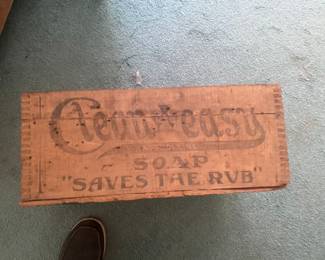 Clean & easy
SOAP
"SAVES THE RUB"